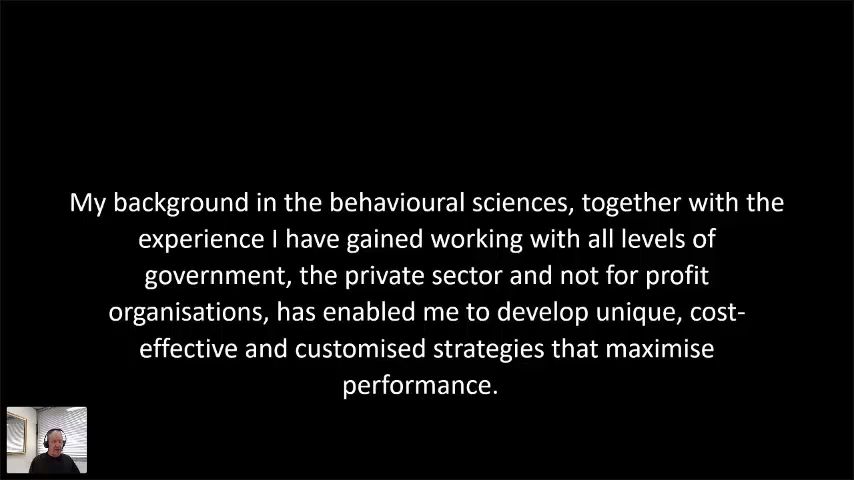 My background in the behavioural sciences, together with the
experience I have gained working with all levels of
government, the private sector and not for profit
organisations, has enabled me to develop unique, cost-
effective and customised strategies that maximise
performance.